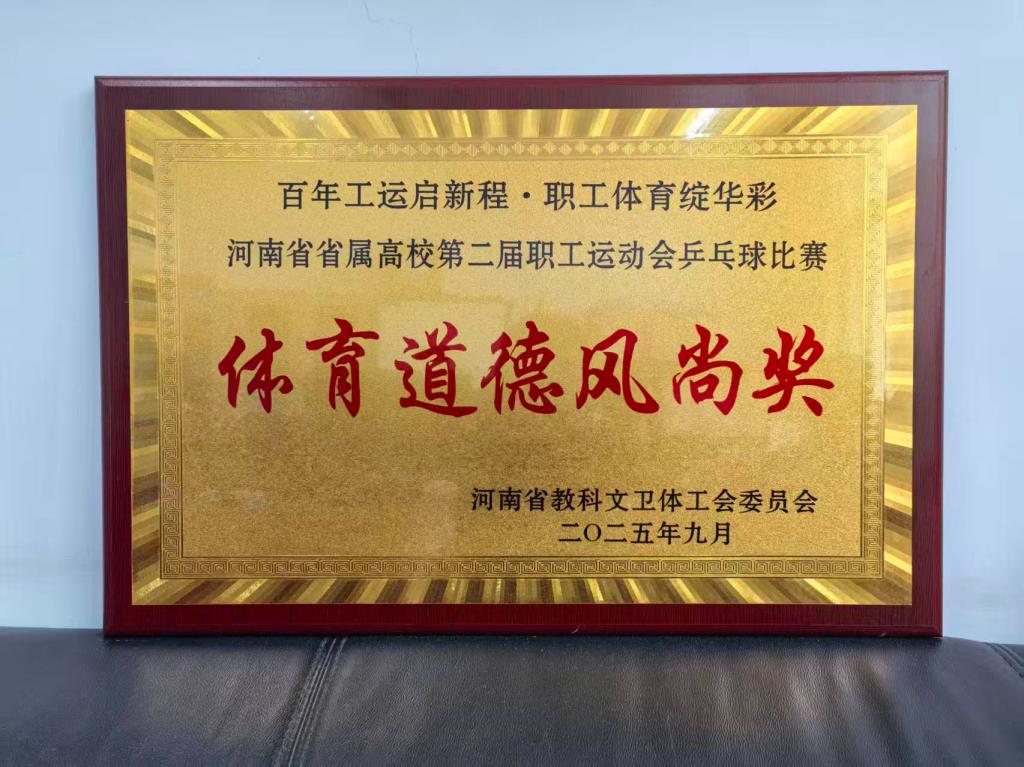 百年工运启新程·职工体育绽华彩
河南省省属高校第二届职工运动会乒乓球比赛
体育道德风尚奖
河南省教科文卫体工会委员会
二〇二五年九月